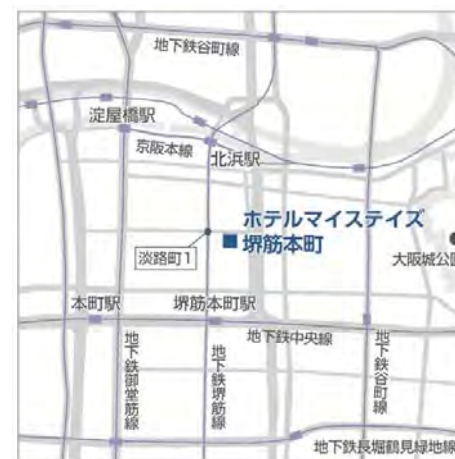 地下鉄谷町線
淀屋橋駅
京阪本線
北浜駅
ホテルマイステイズ
堺筋本町
淡路町1
大阪城公園
本町駅
堺筋本町駅
地下鉄中央線
地下鉄御堂筋線
地下鉄堺筋線
地下鉄谷町線
地下鉄長堀鶴見緑地線